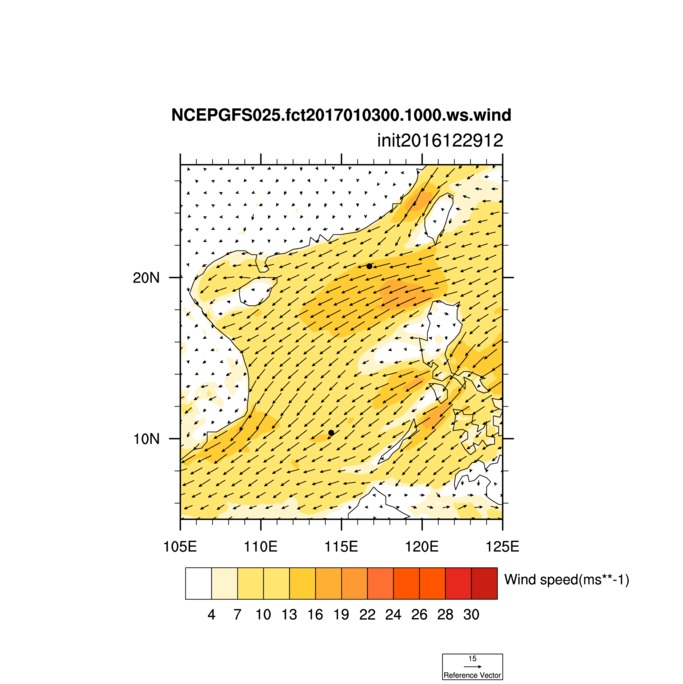 NCEPGFS025.fct2017010300.1000.ws.wind
init2016122912
20N
10N
105E 110E 115E 120E 125E
Wind speed(ms**-1)
4 7 10 13 16 19 22 24 26 28 30
15
Reference Vector